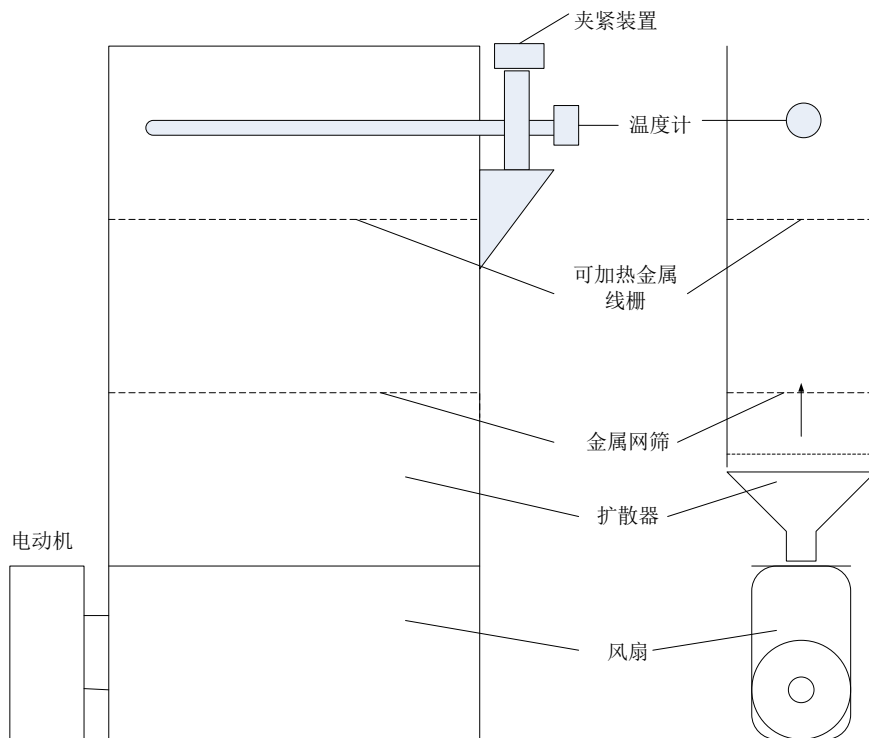 夹紧装置
温度计
可加热金属
线栅
金属网筛
扩散器
电动机
风扇